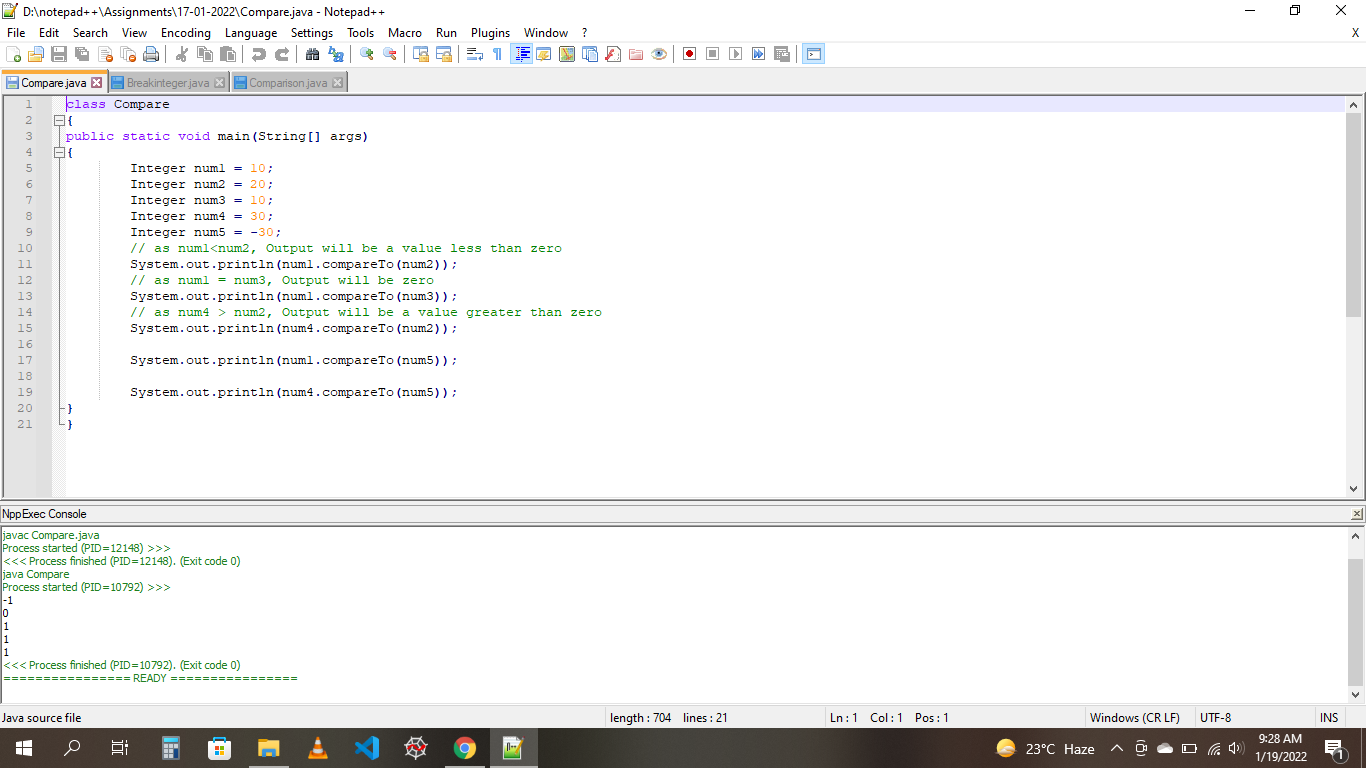 D:\notepad++\Assignments\17-01-2022\Compare.java - Notepad++
File Edit Search View Encoding Language Settings Tools Macro Run Plugins Window ? X
Compare.java Breakinteger.java Comparison.java
1 class Compare
2 {
3 public static void main(String[] args)
4 {
5 Integer num1 = 10;
6 Integer num2 = 20;
7 Integer num3 = 10;
8 Integer num4 = 30;
9 Integer num5 = -30;
10 // as num1<num2, Output will be a value less than zero
11 System.out.println(num1.compareTo(num2));
12 // as num1 = num3, Output will be zero
13 System.out.println(num1.compareTo(num3));
14 // as num4 > num2, Output will be a value greater than zero
15 System.out.println(num4.compareTo(num2));
16
17 System.out.println(num1.compareTo(num5));
18
19 System.out.println(num4.compareTo(num5));
20 }
21 }
NppExec Console
javac Compare.java
Process started (PID=12148) >>>
<<< Process finished (PID=12148). (Exit code 0)
java Compare
Process started (PID=10792) >>>
-1
0
1
1
1
<<< Process finished (PID=10792). (Exit code 0)
================ READY ================
Java source file length : 704 lines : 21 Ln : 1 Col : 1 Pos : 1 Windows (CR LF) UTF-8 INS
23°C Haze 9:28 AM
1/19/2022 1